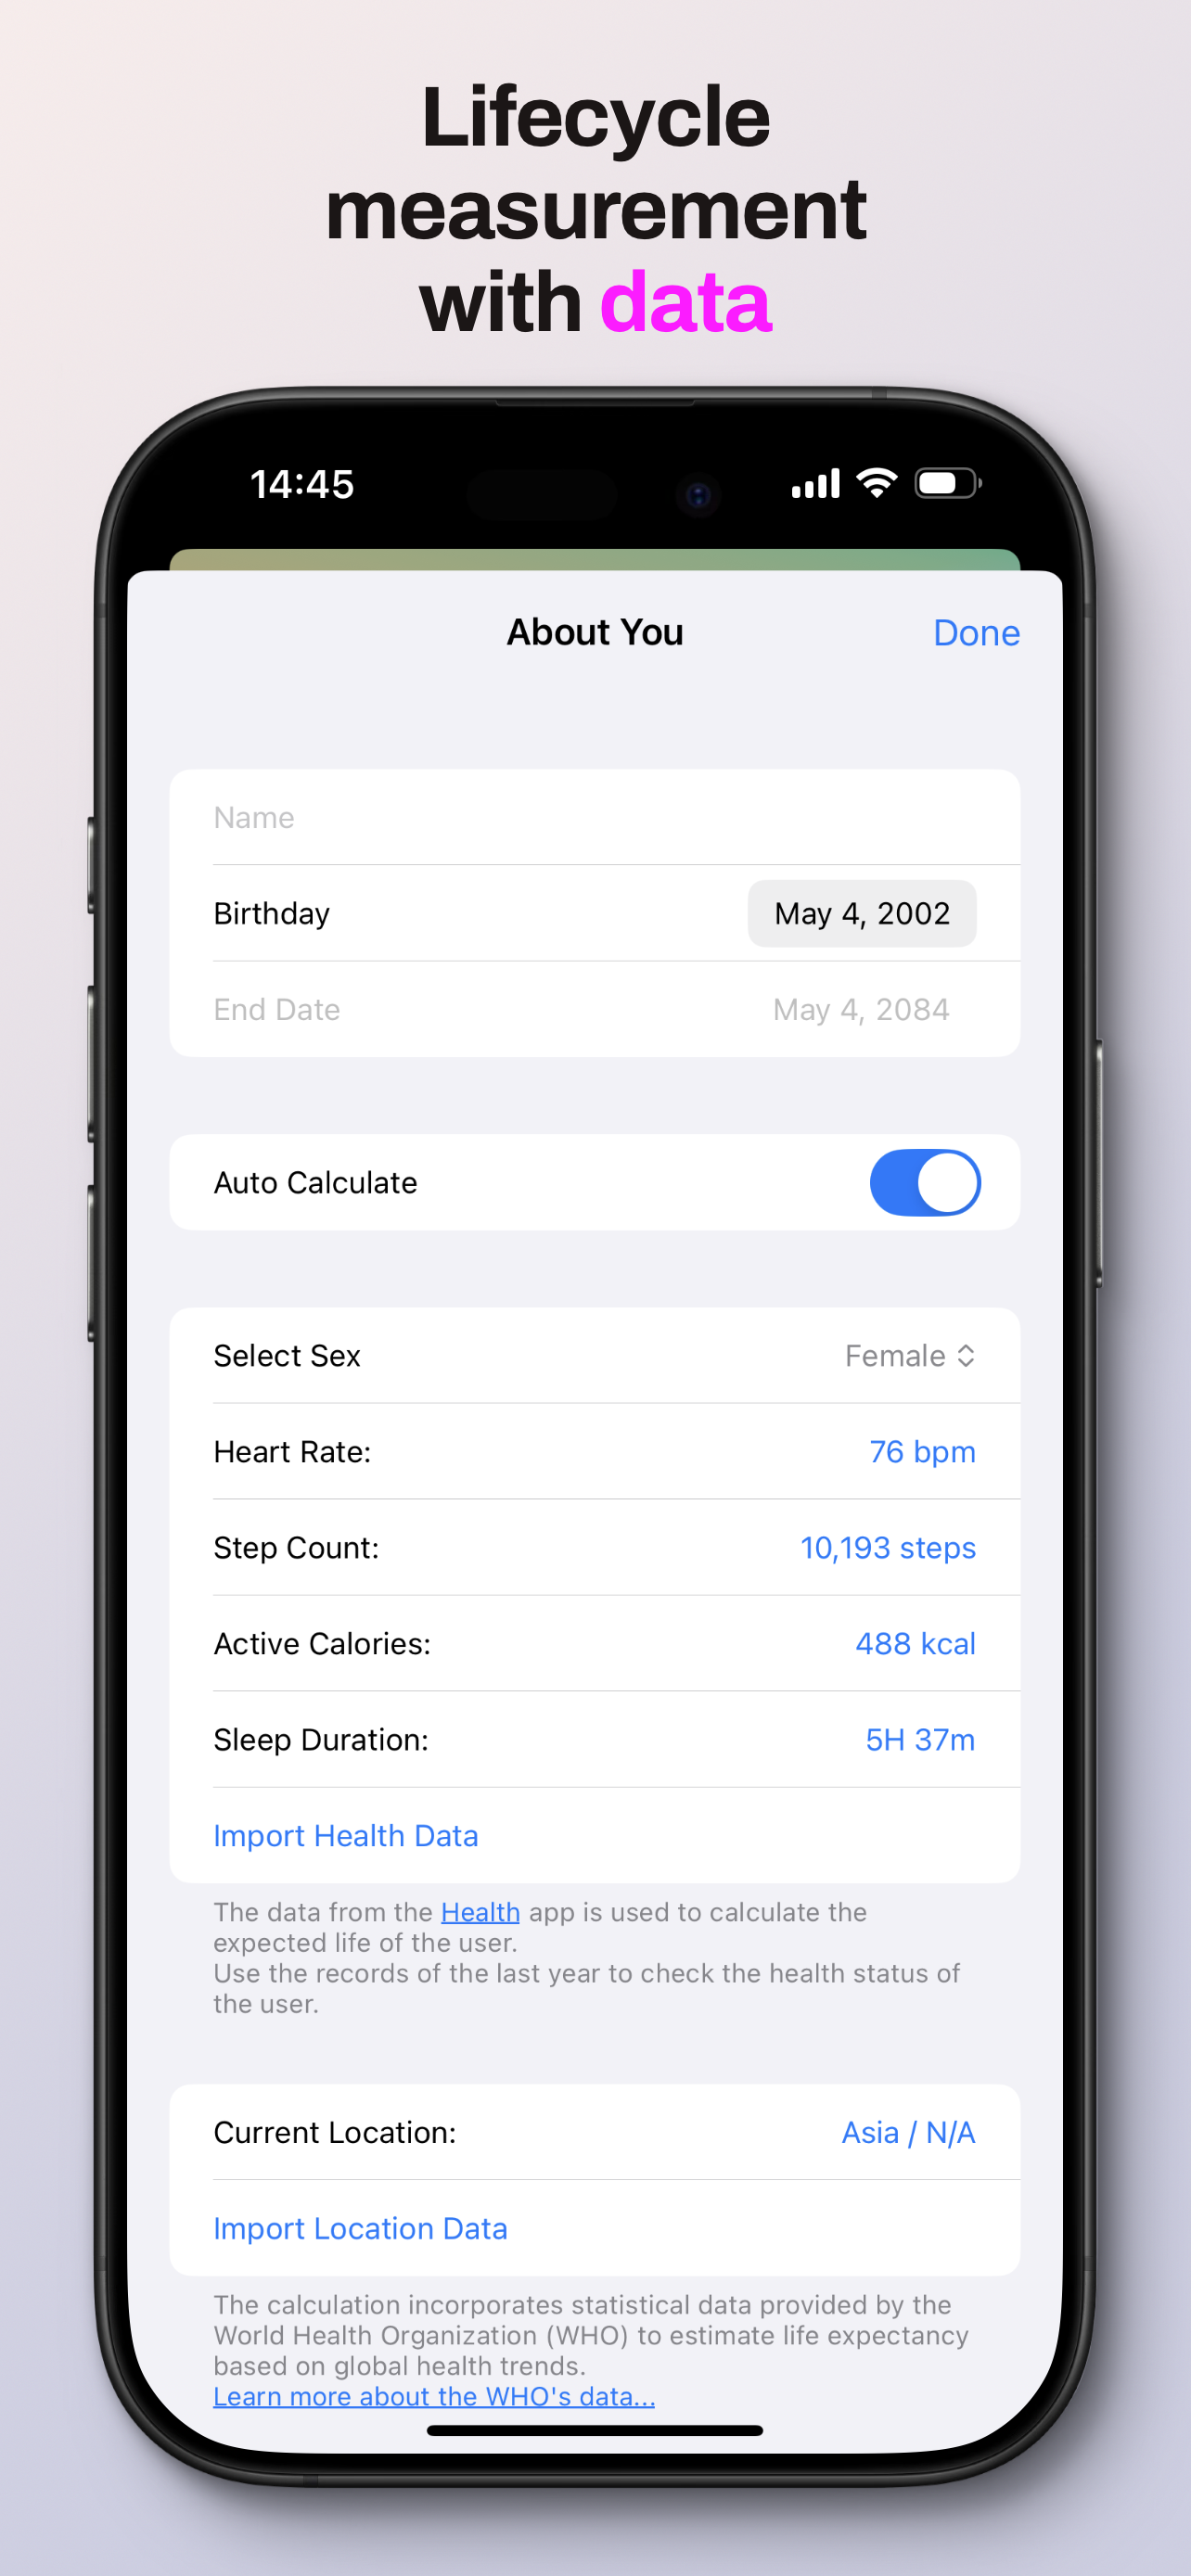 Lifecycle
measurement
with data
14:45
About You
Done
Name
Birthday
May 4, 2002
End Date
May 4, 2084
Auto Calculate
Select Sex
Female
Heart Rate:
76 bpm
Step Count:
10,193 steps
Active Calories:
488 kcal
Sleep Duration:
5H 37m
Import Health Data
The data from the Health app is used to calculate the
expected life of the user.
Use the records of the last year to check the health status of
the user.
Current Location:
Asia / N/A
Import Location Data
The calculation incorporates statistical data provided by the
World Health Organization (WHO) to estimate life expectancy
based on global health trends.
Learn more about the WHO's data...